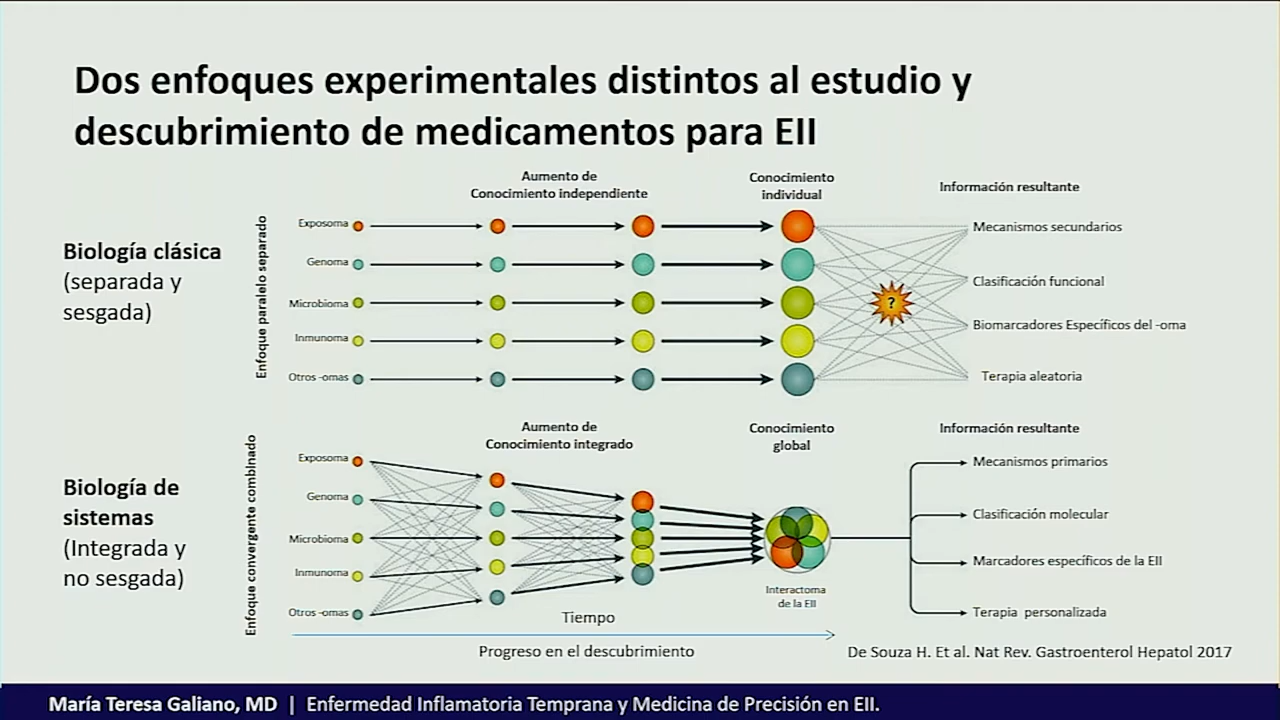 Dos enfoques experimentales distintos al estudio y
descubrimiento de medicamentos para EII
Biología clásica
(separada y
sesgada)
Enfoque paralelo separado
Aumento de
Conocimiento independiente
Conocimiento
individual
Información resultante
Exposoma
Genoma
Microbioma
Inmunoma
Otros -omas
?
Mecanismos secundarios
Clasificación funcional
Biomarcadores Específicos del -oma
Terapia aleatoria
Biología de
sistemas
(Integrada y
no sesgada)
Enfoque convergente combinado
Aumento de
Conocimiento integrado
Conocimiento
global
Información resultante
Exposoma
Genoma
Microbioma
Inmunoma
Otros -omas
Interactoma
de la EII
Mecanismos primarios
Clasificación molecular
Marcadores específicos de la EII
Terapia personalizada
Tiempo
Progreso en el descubrimiento
De Souza H. Et al. Nat Rev. Gastroenterol Hepatol 2017
María Teresa Galiano, MD | Enfermedad Inflamatoria Temprana y Medicina de Precisión en EII.